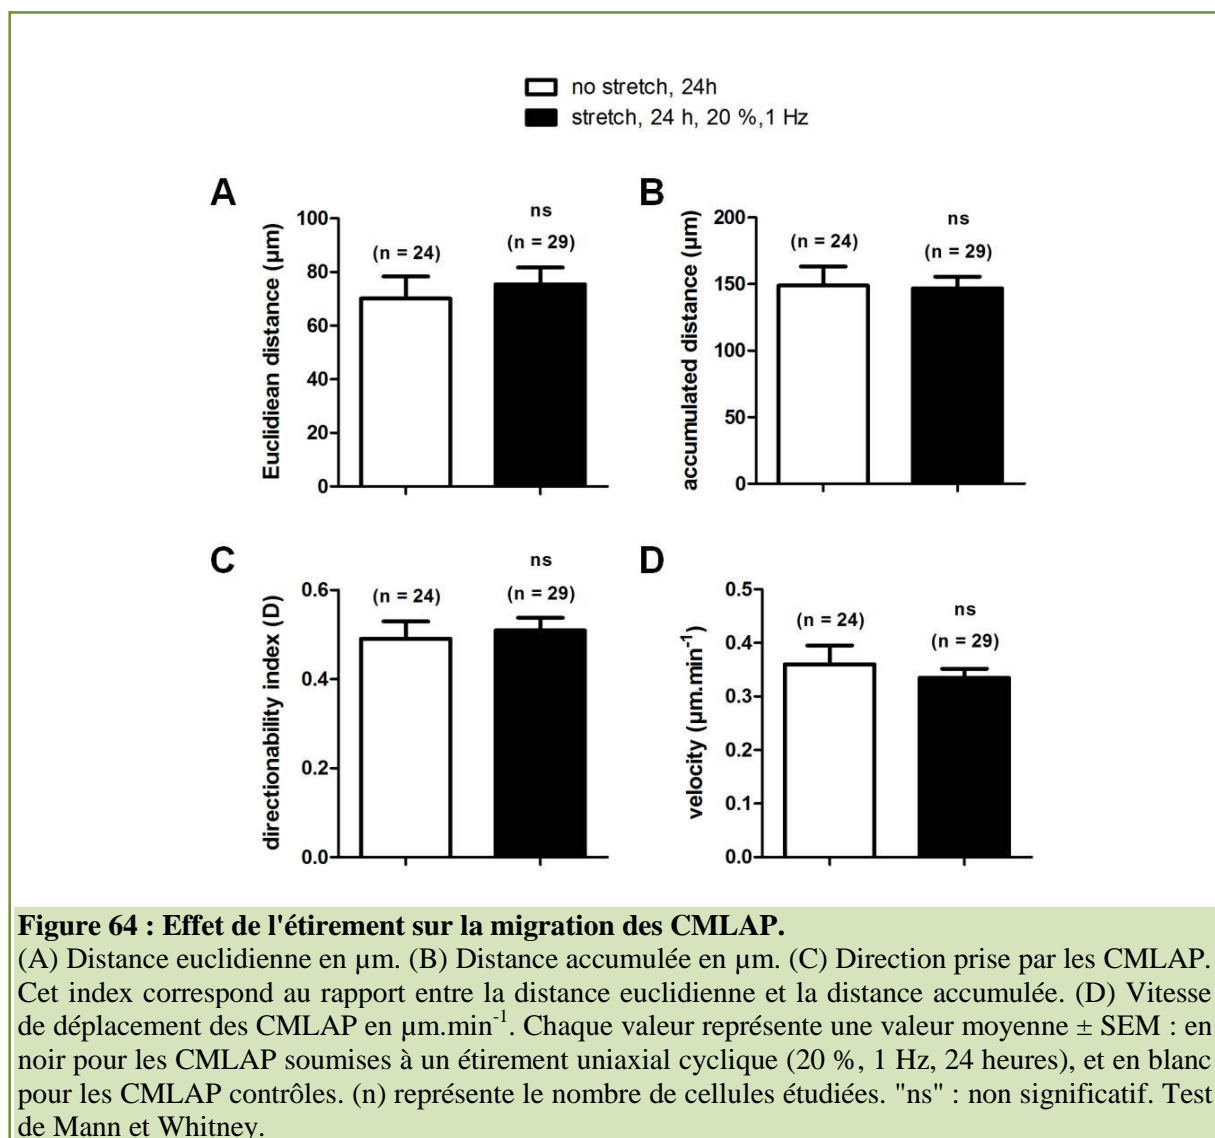 no stretch, 24h
stretch, 24 h, 20 %,1 Hz
A
Euclidiean distance (µm)
100
80
60
40
20
0
(n = 24)
ns
(n = 29)
B
accumulated distance (µm)
200
150
100
50
0
(n = 24)
ns
(n = 29)
C
directionability index (D)
0.6
0.4
0.2
0.0
(n = 24)
ns
(n = 29)
D
velocity (µm.min⁻¹)
0.5
0.4
0.3
0.2
0.1
0.0
(n = 24)
ns
(n = 29)
Figure 64 : Effet de l'étirement sur la migration des CMLAP.
(A) Distance euclidienne en µm. (B) Distance accumulée en µm. (C) Direction prise par les CMLAP.
Cet index correspond au rapport entre la distance euclidienne et la distance accumulée. (D) Vitesse
de déplacement des CMLAP en µm.min⁻¹. Chaque valeur représente une valeur moyenne ± SEM : en
noir pour les CMLAP soumises à un étirement uniaxial cyclique (20 %, 1 Hz, 24 heures), et en blanc
pour les CMLAP contrôles. (n) représente le nombre de cellules étudiées. "ns" : non significatif. Test
de Mann et Whitney.